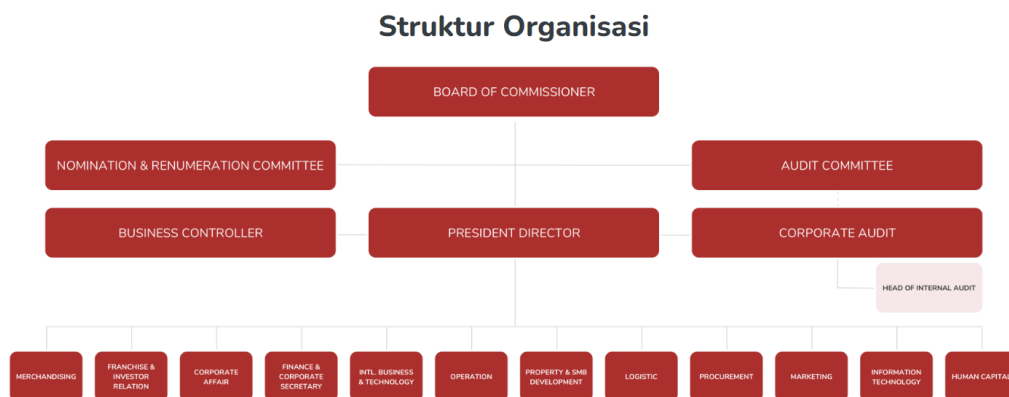 Struktur Organisasi
BOARD OF COMMISSIONER
NOMINATION & RENUMERATION COMMITTEE
AUDIT COMMITTEE
BUSINESS CONTROLLER
PRESIDENT DIRECTOR
CORPORATE AUDIT
HEAD OF INTERNAL AUDIT
MERCHANDISING
FRANCHISE &
INVESTOR
RELATION
CORPORATE
AFFAIR
FINANCE &
CORPORATE
SECRETARY
INTL. BUSINESS
& TECHNOLOGY
OPERATION
PROPERTY & SMB
DEVELOPMENT
LOGISTIC
PROCUREMENT
MARKETING
INFORMATION
TECHNOLOGY
HUMAN CAPITAL